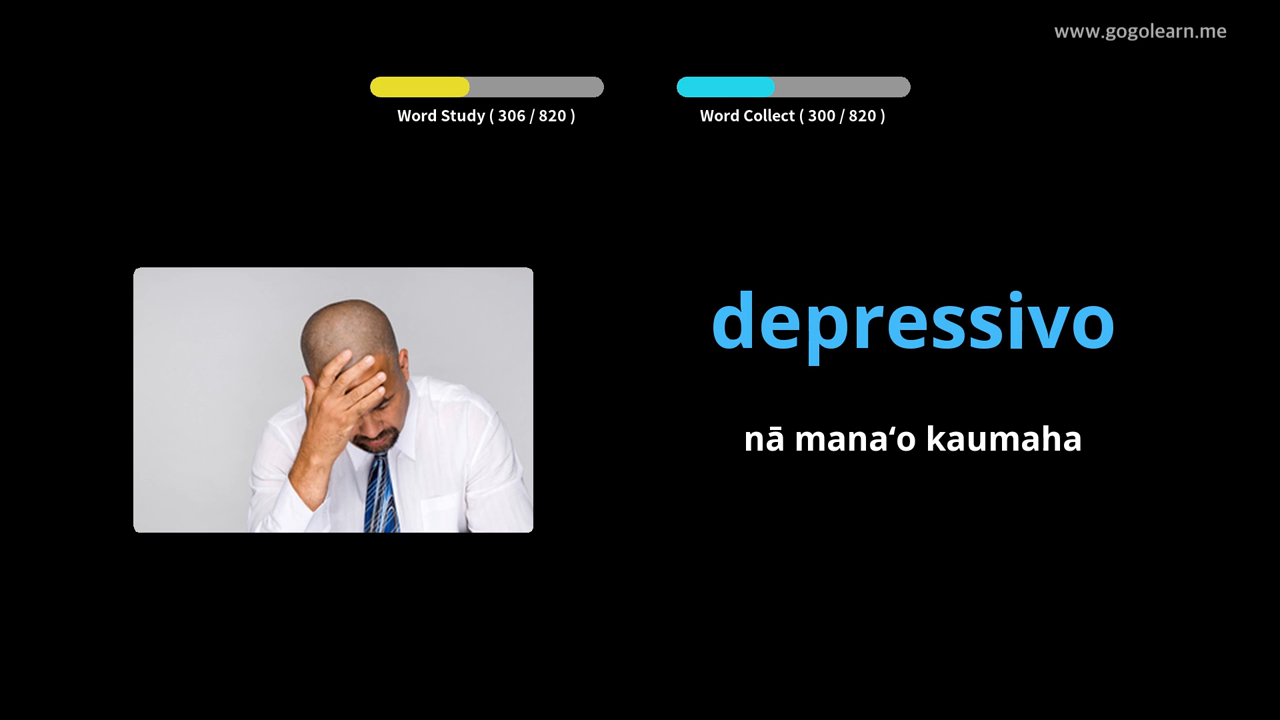 www.gogolearn.me
Word Study ( 306 / 820 )
Word Collect ( 300 / 820 )
depressivo
nā manaʻo kaumaha